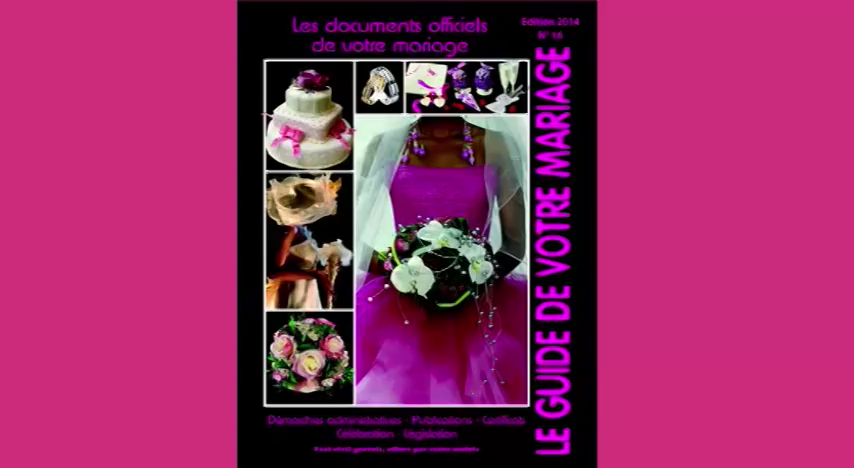 Les documents officiels
de votre mariage
Edition 2014
N° 16
LE GUIDE DE VOTRE MARIAGE
Démarches administratives - Publications - Certificats
Célébration - Législation